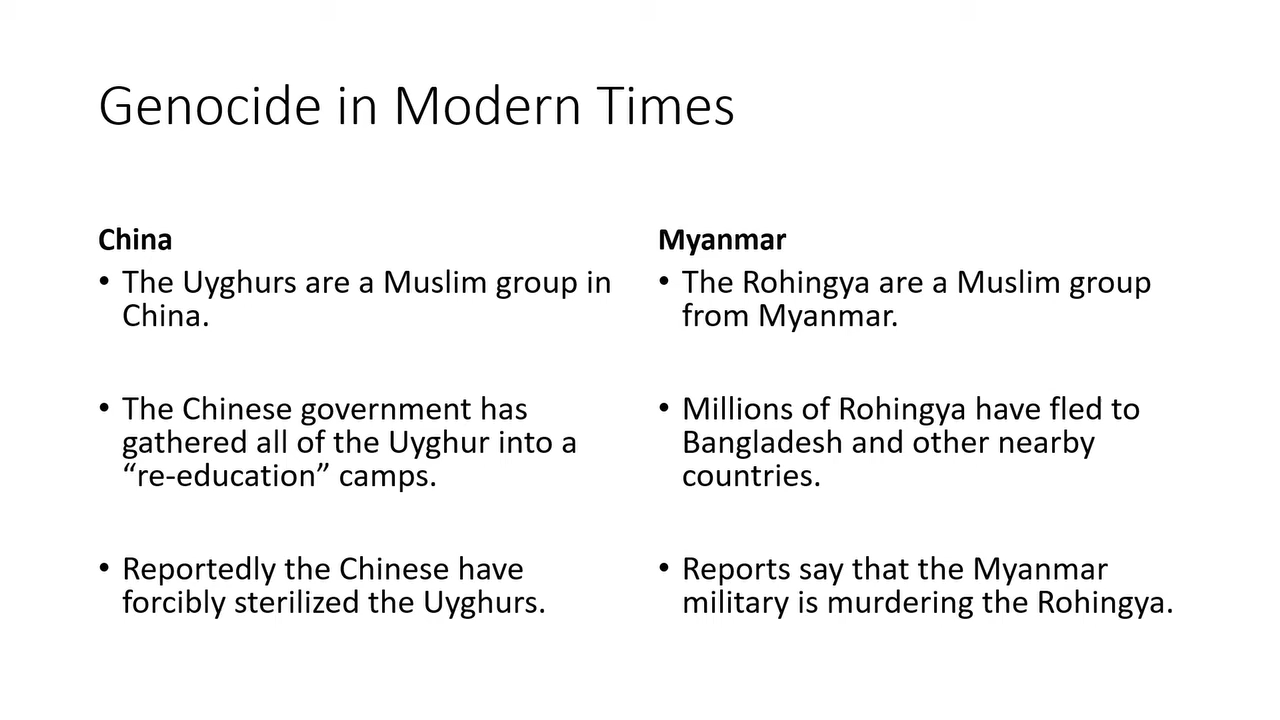 Genocide in Modern Times
China
• The Uyghurs are a Muslim group in
China.
• The Chinese government has
gathered all of the Uyghur into a
“re-education” camps.
• Reportedly the Chinese have
forcibly sterilized the Uyghurs.
Myanmar
• The Rohingya are a Muslim group
from Myanmar.
• Millions of Rohingya have fled to
Bangladesh and other nearby
countries.
• Reports say that the Myanmar
military is murdering the Rohingya.